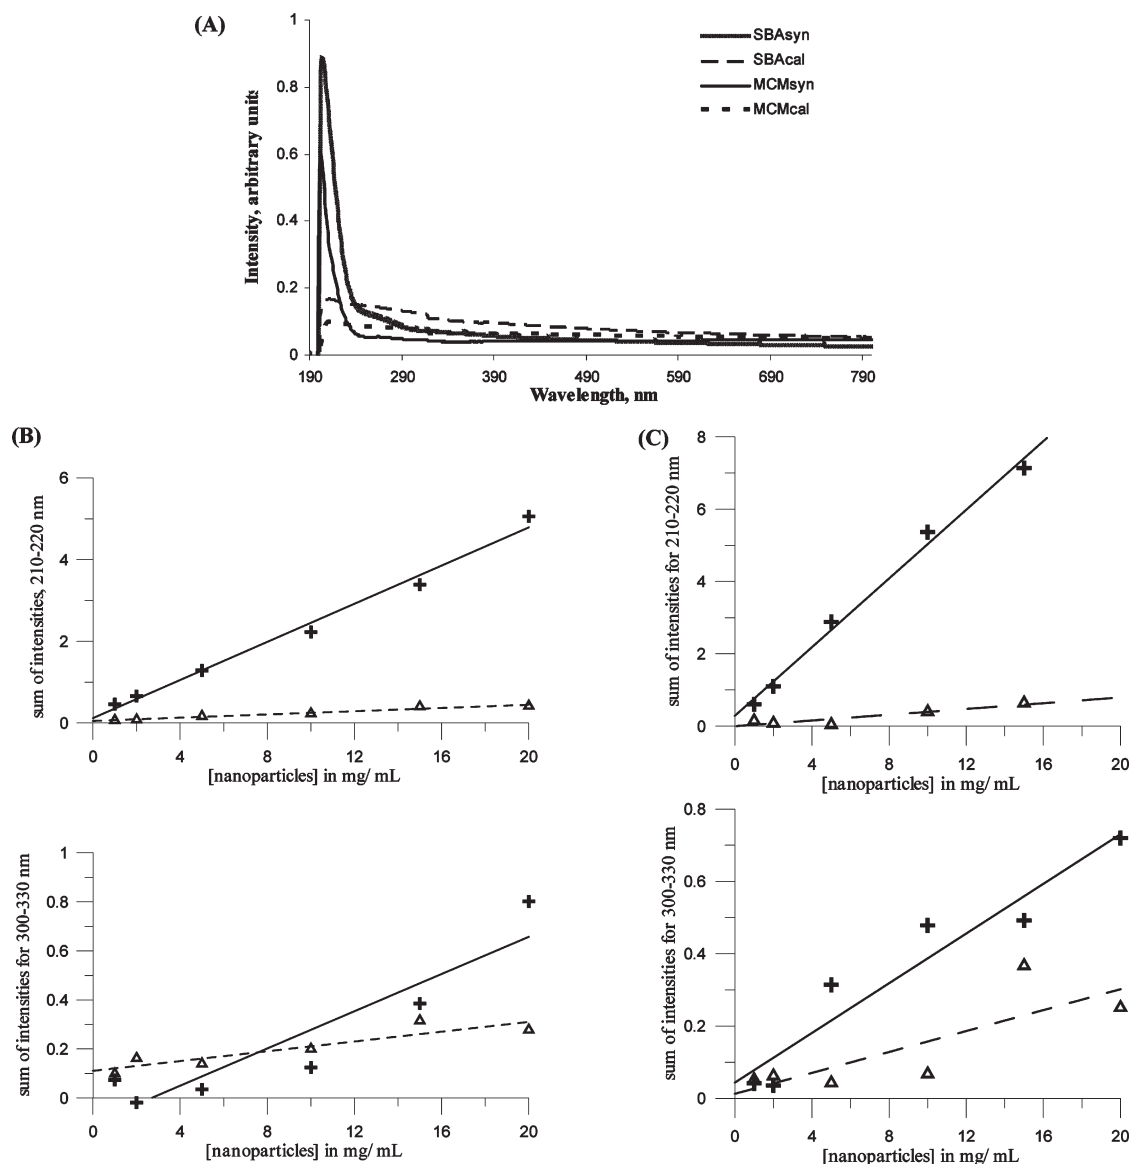 (A)
1
0.8
0.6
0.4
0.2
0
Intensity, arbitrary units
190 290 390 490 590 690 790
Wavelength, nm
SBAsyn
SBAcal
MCMsyn
MCMcal
(B)
6
4
2
0
sum of intensities, 210-220 nm
0 4 8 12 16 20
[nanoparticles] in mg/ mL
1
0.8
0.6
0.4
0.2
0
sum of intensities for 300-330 nm
0 4 8 12 16 20
[nanoparticles] in mg/ mL
(C)
8
6
4
2
0
sum of intensities for 210-220 nm
0 4 8 12 16 20
[nanoparticles] in mg/ mL
0.8
0.6
0.4
0.2
0
sum of intensities for 300-330 nm
0 4 8 12 16 20
[nanoparticles] in mg/ mL